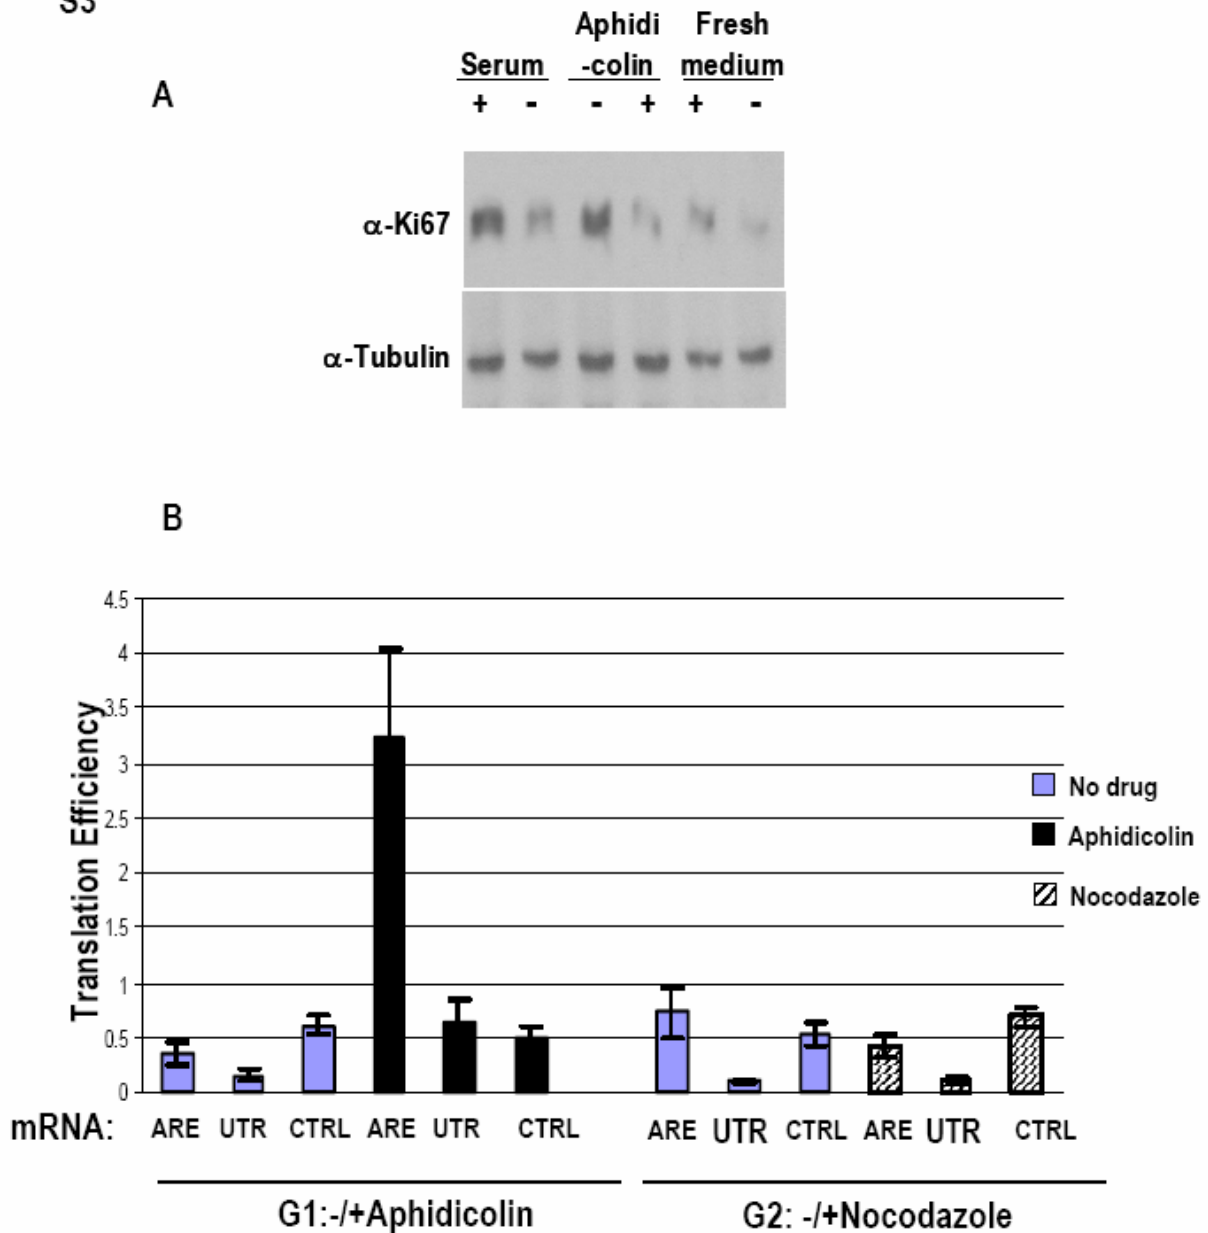 S3
Aphidi Fresh
Serum -colin medium
A + - - + + -
α-Ki67
α-Tubulin
B
4.5
4
3.5
3
2.5
2
1.5
1
0.5
0
Translation Efficiency
No drug
Aphidicolin
Nocodazole
mRNA: ARE UTR CTRL ARE UTR CTRL ARE UTR CTRL ARE UTR CTRL
G1:-/+Aphidicolin G2: -/+Nocodazole